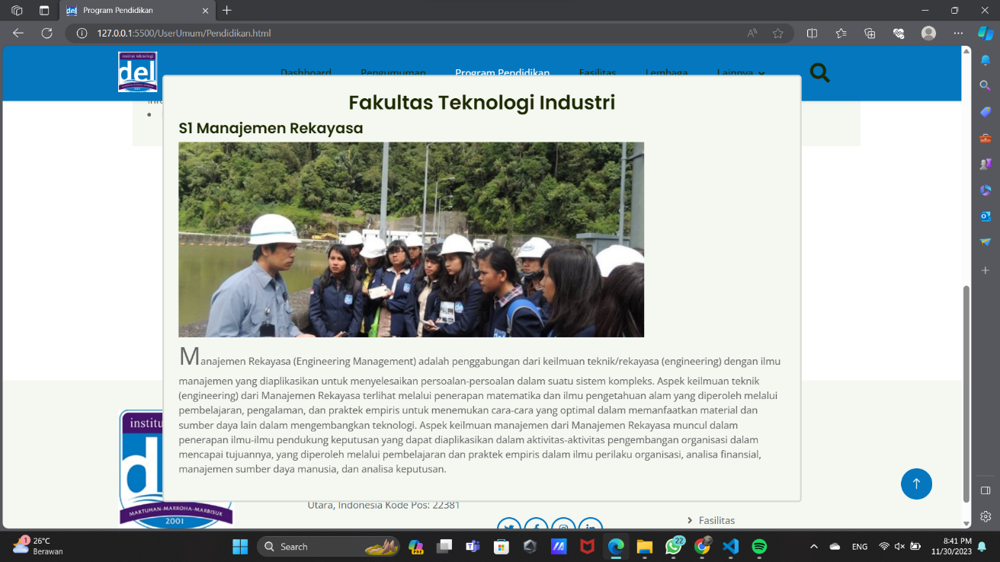 Program Pendidikan
127.0.0.1:5500/UserUmum/Pendidikan.html
institut teknologi
del
2001
Dashboard Pengumuman Program Pendidikan Fasilitas Lembaga Lainnya
Fakultas Teknologi Industri
S1 Manajemen Rekayasa
del
Manajemen Rekayasa (Engineering Management) adalah penggabungan dari keilmuan teknik/rekayasa (engineering) dengan ilmu
manajemen yang diaplikasikan untuk menyelesaikan persoalan-persoalan dalam suatu sistem kompleks. Aspek keilmuan teknik
(engineering) dari Manajemen Rekayasa terlihat melalui penerapan matematika dan ilmu pengetahuan alam yang diperoleh melalui
pembelajaran, pengalaman, dan praktek empiris untuk menemukan cara-cara yang optimal dalam memanfaatkan material dan
sumber daya lain dalam mengembangkan teknologi. Aspek keilmuan manajemen dari Manajemen Rekayasa muncul dalam
penerapan ilmu-ilmu pendukung keputusan yang dapat diaplikasikan dalam aktivitas-aktivitas pengembangan organisasi dalam
mencapai tujuannya, yang diperoleh melalui pembelajaran dan praktek empiris dalam ilmu perilaku organisasi, analisa finansial,
manajemen sumber daya manusia, dan analisa keputusan.
institu
d
MARTUHAN-MARROHA-MARBISUK
2001
Utara, Indonesia Kode Pos: 22381
Fasilitas
1
26°C
Berawan
Search
PRE
22
ENG
8:41 PM
11/30/2023